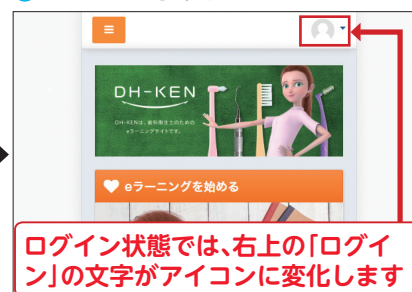 DH-KEN
DH-KENは、歯科衛生士のための
eラーニングサイトです。
eラーニングを始める
ログイン状態では、右上の「ログイ
ン」の文字がアイコンに変化します